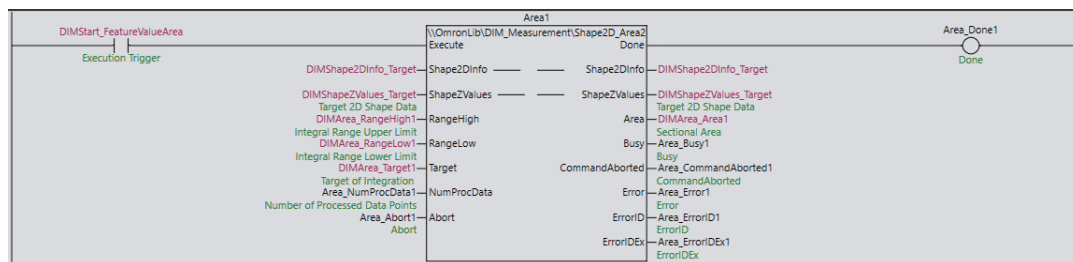 Area1
DIMStart_FeatureValueArea
\\OmronLib\DIM_Measurement\Shape2D_Area2
Area_Done1
Execute
Done
Execution Trigger
Done
DIMShape2DInfo_Target
Shape2DInfo
Shape2DInfo
DIMShape2DInfo_Target
DIMShapeZValues_Target
ShapeZValues
ShapeZValues
DIMShapeZValues_Target
Target 2D Shape Data
Target 2D Shape Data
DIMArea_RangeHigh1
RangeHigh
Area
DIMArea_Area1
Integral Range Upper Limit
Sectional Area
DIMArea_RangeLow1
RangeLow
Busy
Area_Busy1
Integral Range Lower Limit
Busy
DIMArea_Target1
Target
CommandAborted
Area_CommandAborted1
Target of Integration
CommandAborted
Area_NumProcData1
NumProcData
Error
Area_Error1
Number of Processed Data Points
Error
Area_Abort1
Abort
ErrorID
Area_ErrorID1
Abort
ErrorID
ErrorIDEx
Area_ErrorIDEx1
ErrorIDEx